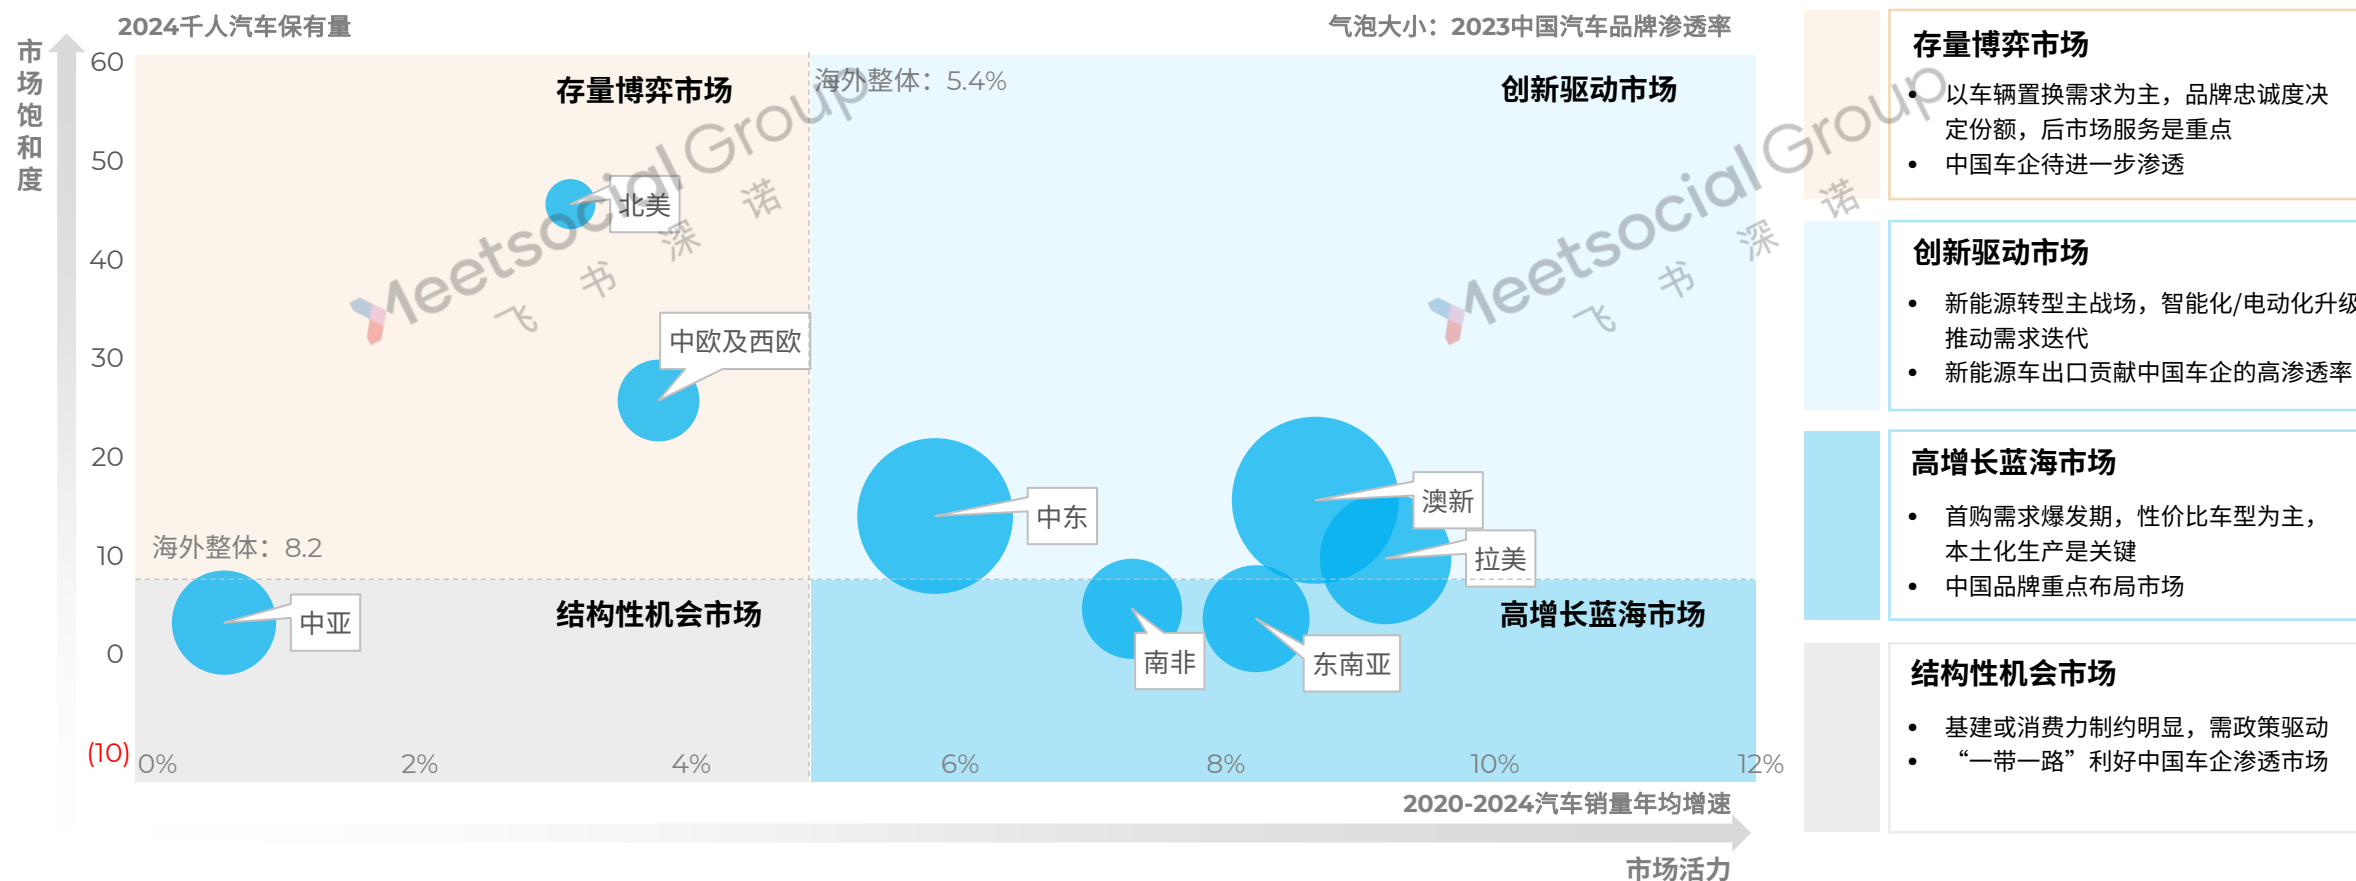 2024千人汽车保有量
气泡大小：2023中国汽车品牌渗透率
市场饱和度
60
50
40
30
20
10
0
(10)
存量博弈市场
海外整体：5.4%
创新驱动市场
北美
中欧及西欧
中东
澳新
拉美
海外整体：8.2
中亚
结构性机会市场
南非
东南亚
高增长蓝海市场
0%
2%
4%
6%
8%
10%
12%
2020-2024汽车销量年均增速
市场活力
Meetsocial Group
飞书深诺
Meetsocial Group
飞书深诺
存量博弈市场
• 以车辆置换需求为主，品牌忠诚度决
定份额，后市场服务是重点
• 中国车企待进一步渗透
创新驱动市场
• 新能源转型主战场，智能化/电动化升级
推动需求迭代
• 新能源车出口贡献中国车企的高渗透率
高增长蓝海市场
• 首购需求爆发期，性价比车型为主，
本土化生产是关键
• 中国品牌重点布局市场
结构性机会市场
• 基建或消费力制约明显，需政策驱动
• “一带一路”利好中国车企渗透市场